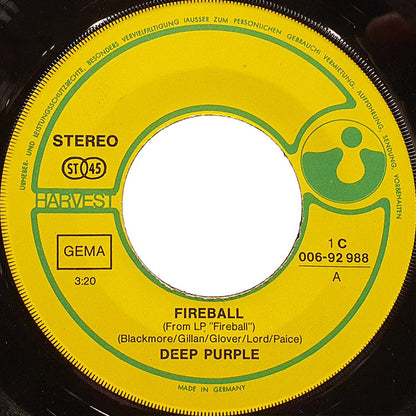 URHEBER- UND LEISTUNGSSCHUTZRECHTE, BESONDERS VERVIELFÄLTIGUNG (AUSSER ZUM PERSÖNLICHEN GEBRAUCH) VERMIETUNG, AUFFÜHRUNG, SENDUNG, VORBEHALTEN
STEREO
ST 45
HARVEST
GEMA
3:20
1 C
006-92 988
A
FIREBALL
(From LP "Fireball")
(Blackmore/Gillan/Glover/Lord/Paice)
DEEP PURPLE
MADE IN GERMANY